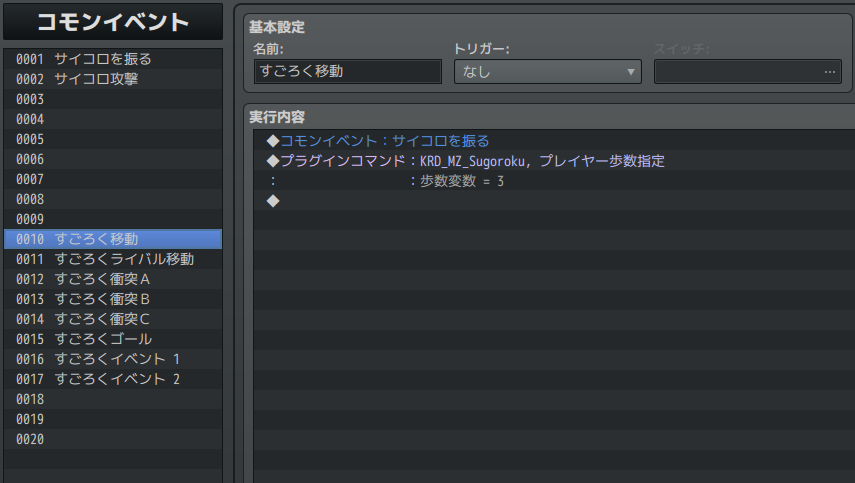 コモンイベント
0001 サイコロを振る
0002 サイコロ攻撃
0003
0004
0005
0006
0007
0008
0009
0010 すごろく移動
0011 すごろくライバル移動
0012 すごろく衝突Ａ
0013 すごろく衝突Ｂ
0014 すごろく衝突Ｃ
0015 すごろくゴール
0016 すごろくイベント 1
0017 すごろくイベント 2
0018
0019
0020
基本設定
名前: トリガー: スイッチ:
すごろく移動 なし ...
実行内容
◆コモンイベント：サイコロを振る
◆プラグインコマンド：KRD_MZ_Sugoroku, プレイヤー歩数指定
： ：歩数変数 = 3
◆